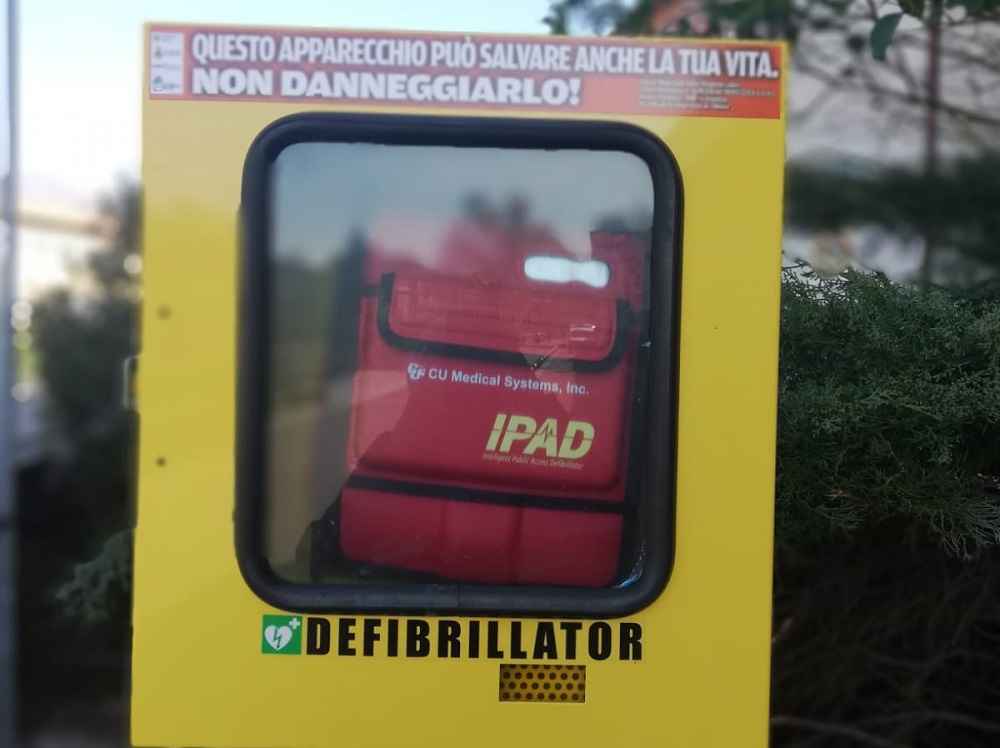 QUESTO APPARECCHIO PUÒ SALVARE ANCHE LA TUA VITA.
NON DANNEGGIARLO!
CU Medical Systems, Inc.
IPAD
Intelligent Public Access Defibrillator
DEFIBRILLATOR